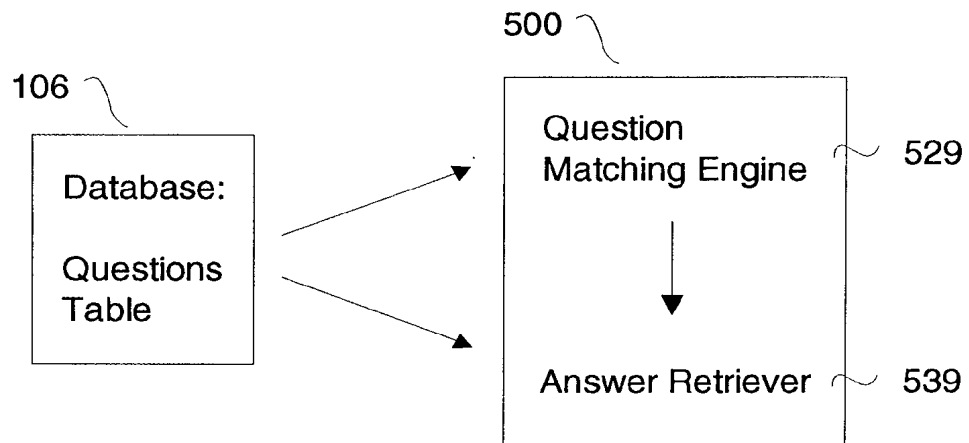 500
106
Question
Matching Engine
529
Database:
Questions
Table
Answer Retriever
539